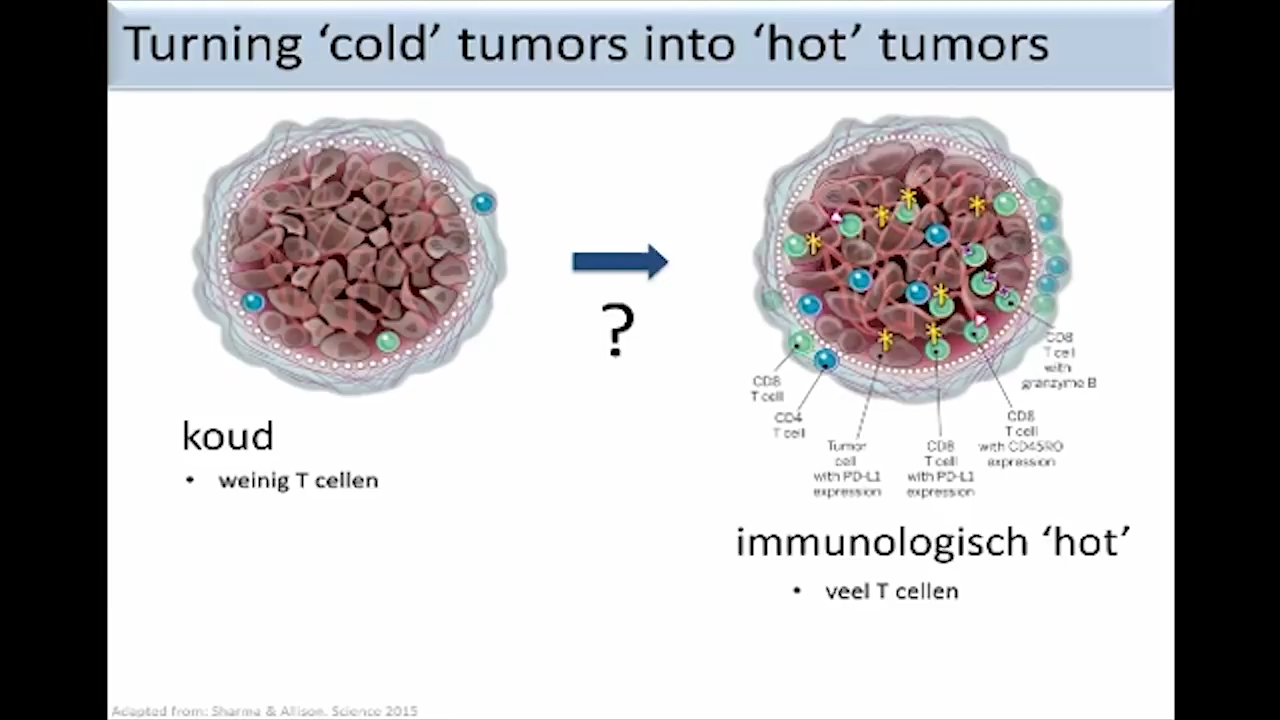 Turning ‘cold’ tumors into ‘hot’ tumors
?
CD8
T cell
CD4
T cell
Tumor
cell
with PD-L1
expression
CD8
T cell
with PD-L1
expression
CD8
T cell
with CD45RO
expression
CD8
T cell
with
granzyme B
koud
• weinig T cellen
immunologisch ‘hot’
• veel T cellen
Adapted from: Sharma & Allison. Science 2015